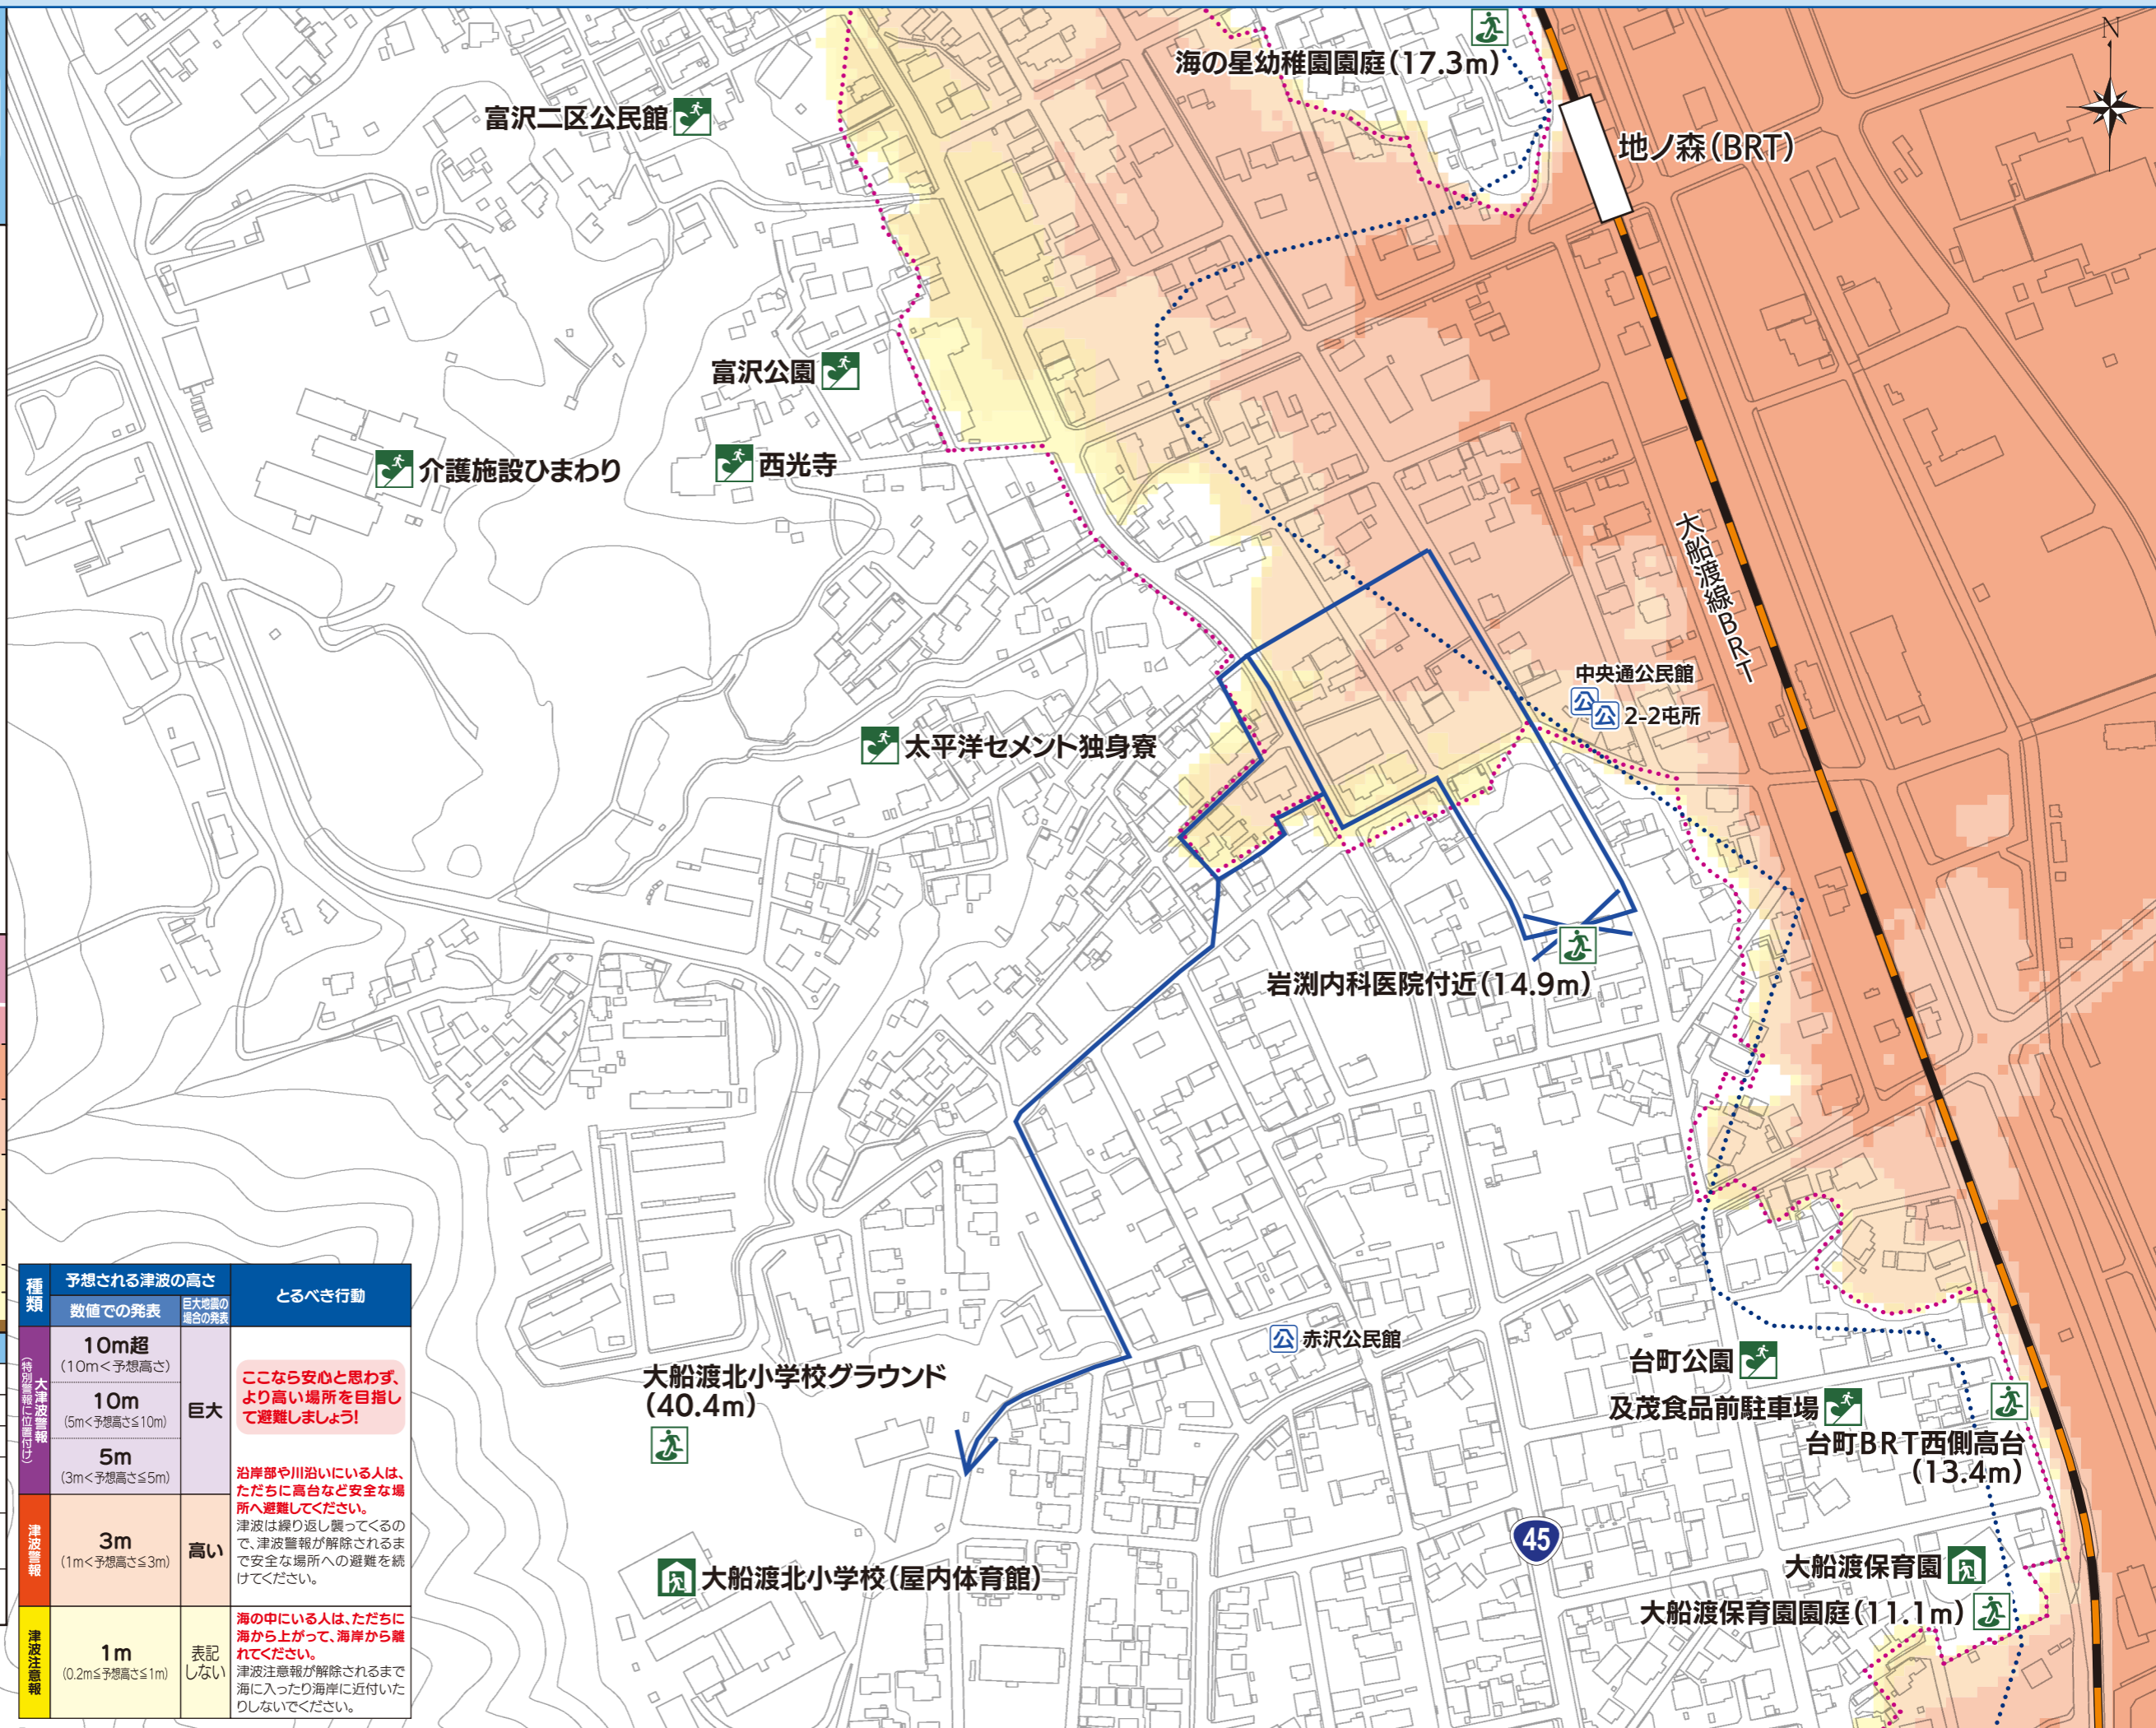 N
海の星幼稚園園庭(17.3m)
富沢二区公民館
地ノ森(BRT)
富沢公園
介護施設ひまわり
西光寺
大船渡線BRT
中央通公民館
公
公 2-2屯所
太平洋セメント独身寮
岩渕内科医院付近(14.9m)
公 赤沢公民館
大船渡北小学校グラウンド
(40.4m)
台町公園
及茂食品前駐車場
台町BRT西側高台
(13.4m)
45
大船渡北小学校(屋内体育館)
大船渡保育園
大船渡保育園園庭(11.1m)
種類
予想される津波の高さ
とるべき行動
数値での発表
巨大地震の
場合の発表
大津波警報
(特別警報に位置付け)
10m超
(10m<予想高さ)
10m
(5m<予想高さ≦10m)
5m
(3m<予想高さ≦5m)
巨大
ここなら安心と思わず、
より高い場所を目指し
て避難しましょう!
沿岸部や川沿いにいる人は、
ただちに高台など安全な場
所へ避難してください。
津波は繰り返し襲ってくるの
で、津波警報が解除されるま
で安全な場所への避難を続
けてください。
津波警報
3m
(1m<予想高さ≦3m)
高い
津波注意報
1m
(0.2m≦予想高さ≦1m)
表記
しない
海の中にいる人は、ただちに
海から上がって、海岸から離
れてください。
津波注意報が解除されるまで
海に入ったり海岸に近付いた
りしないでください。